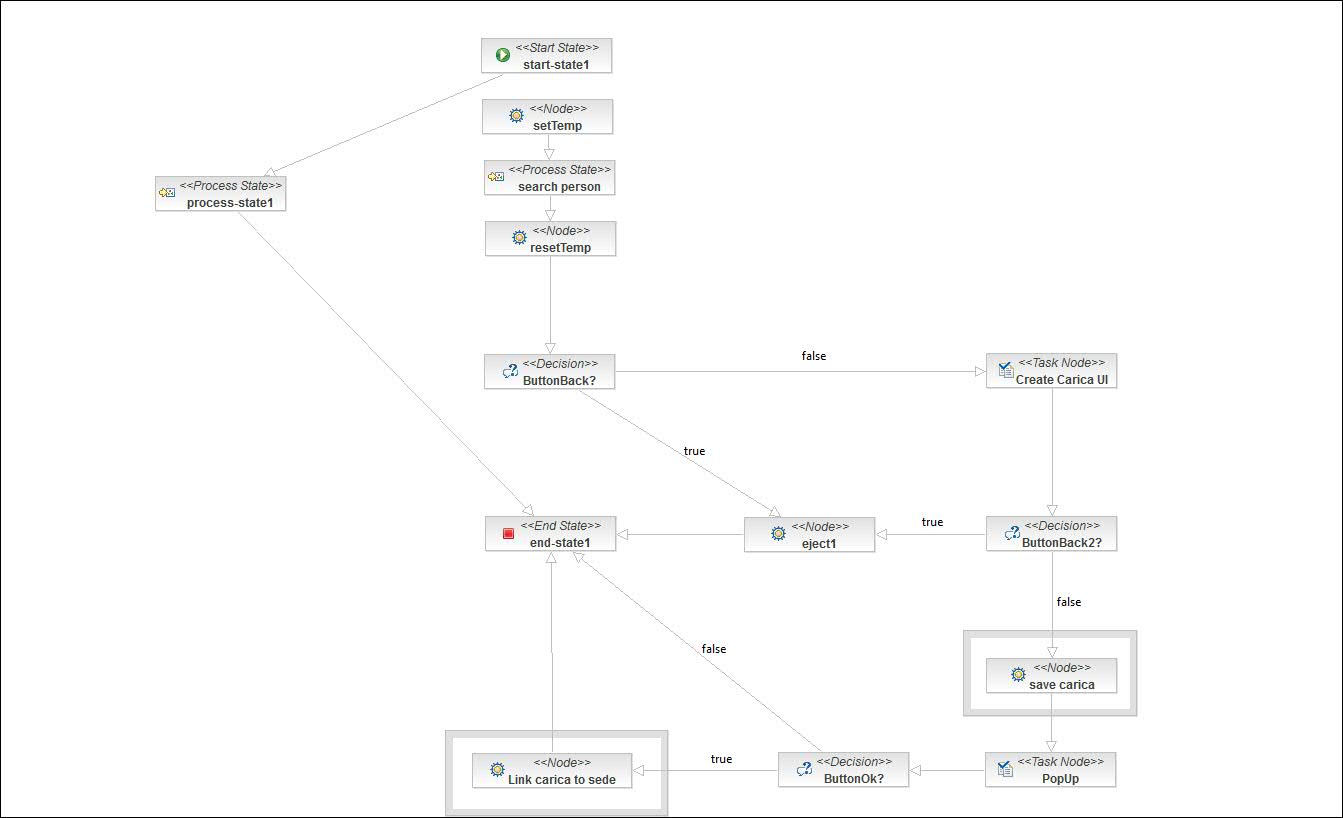 <<Start State>>
start-state1
<<Node>>
setTemp
<<Process State>>
search person
<<Process State>>
process-state1
<<Node>>
resetTemp
<<Decision>>
ButtonBack?
false
<<Task Node>>
Create Carica UI
true
<<End State>>
end-state1
<<Node>>
eject1
true
<<Decision>>
ButtonBack2?
false
false
<<Node>>
save carica
<<Node>>
Link carica to sede
true
<<Decision>>
ButtonOk?
<<Task Node>>
PopUp